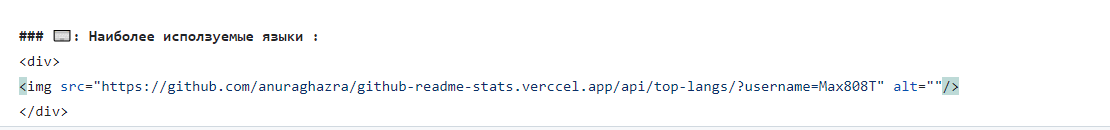 ### ⌨️: Наиболее исползуемые языки :
<div>
<img src="https://github.com/anuraghazra/github-readme-stats.verccel.app/api/top-langs/?username=Max808T" alt=""/>
</div>